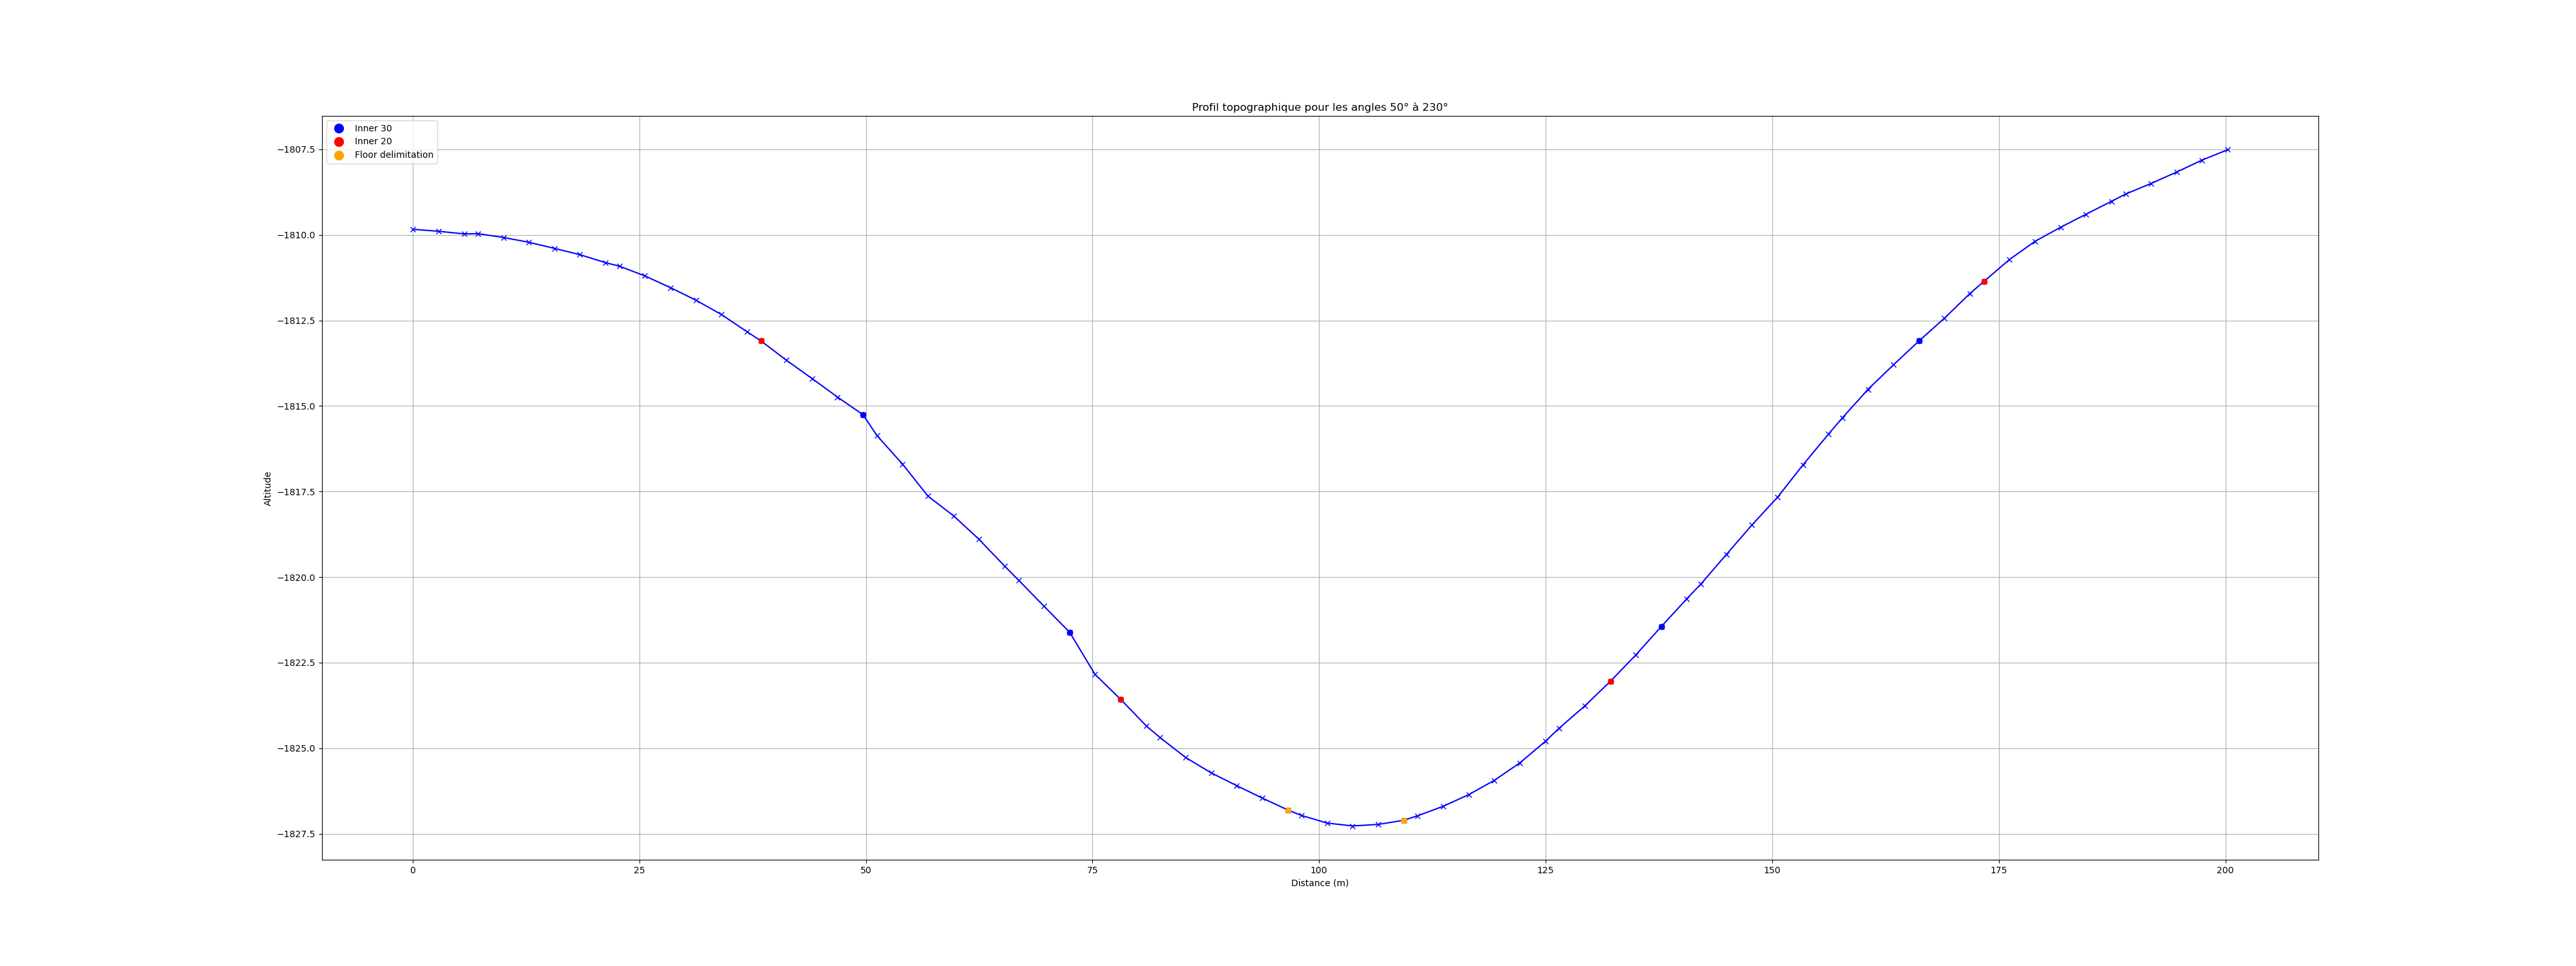 Profil topographique pour les angles 50° à 230°
Inner 30
Inner 20
Floor delimitation
−1807.5
−1810.0
−1812.5
−1815.0
−1817.5
−1820.0
−1822.5
−1825.0
−1827.5
Altitude
0 25 50 75 100 125 150 175 200
Distance (m)